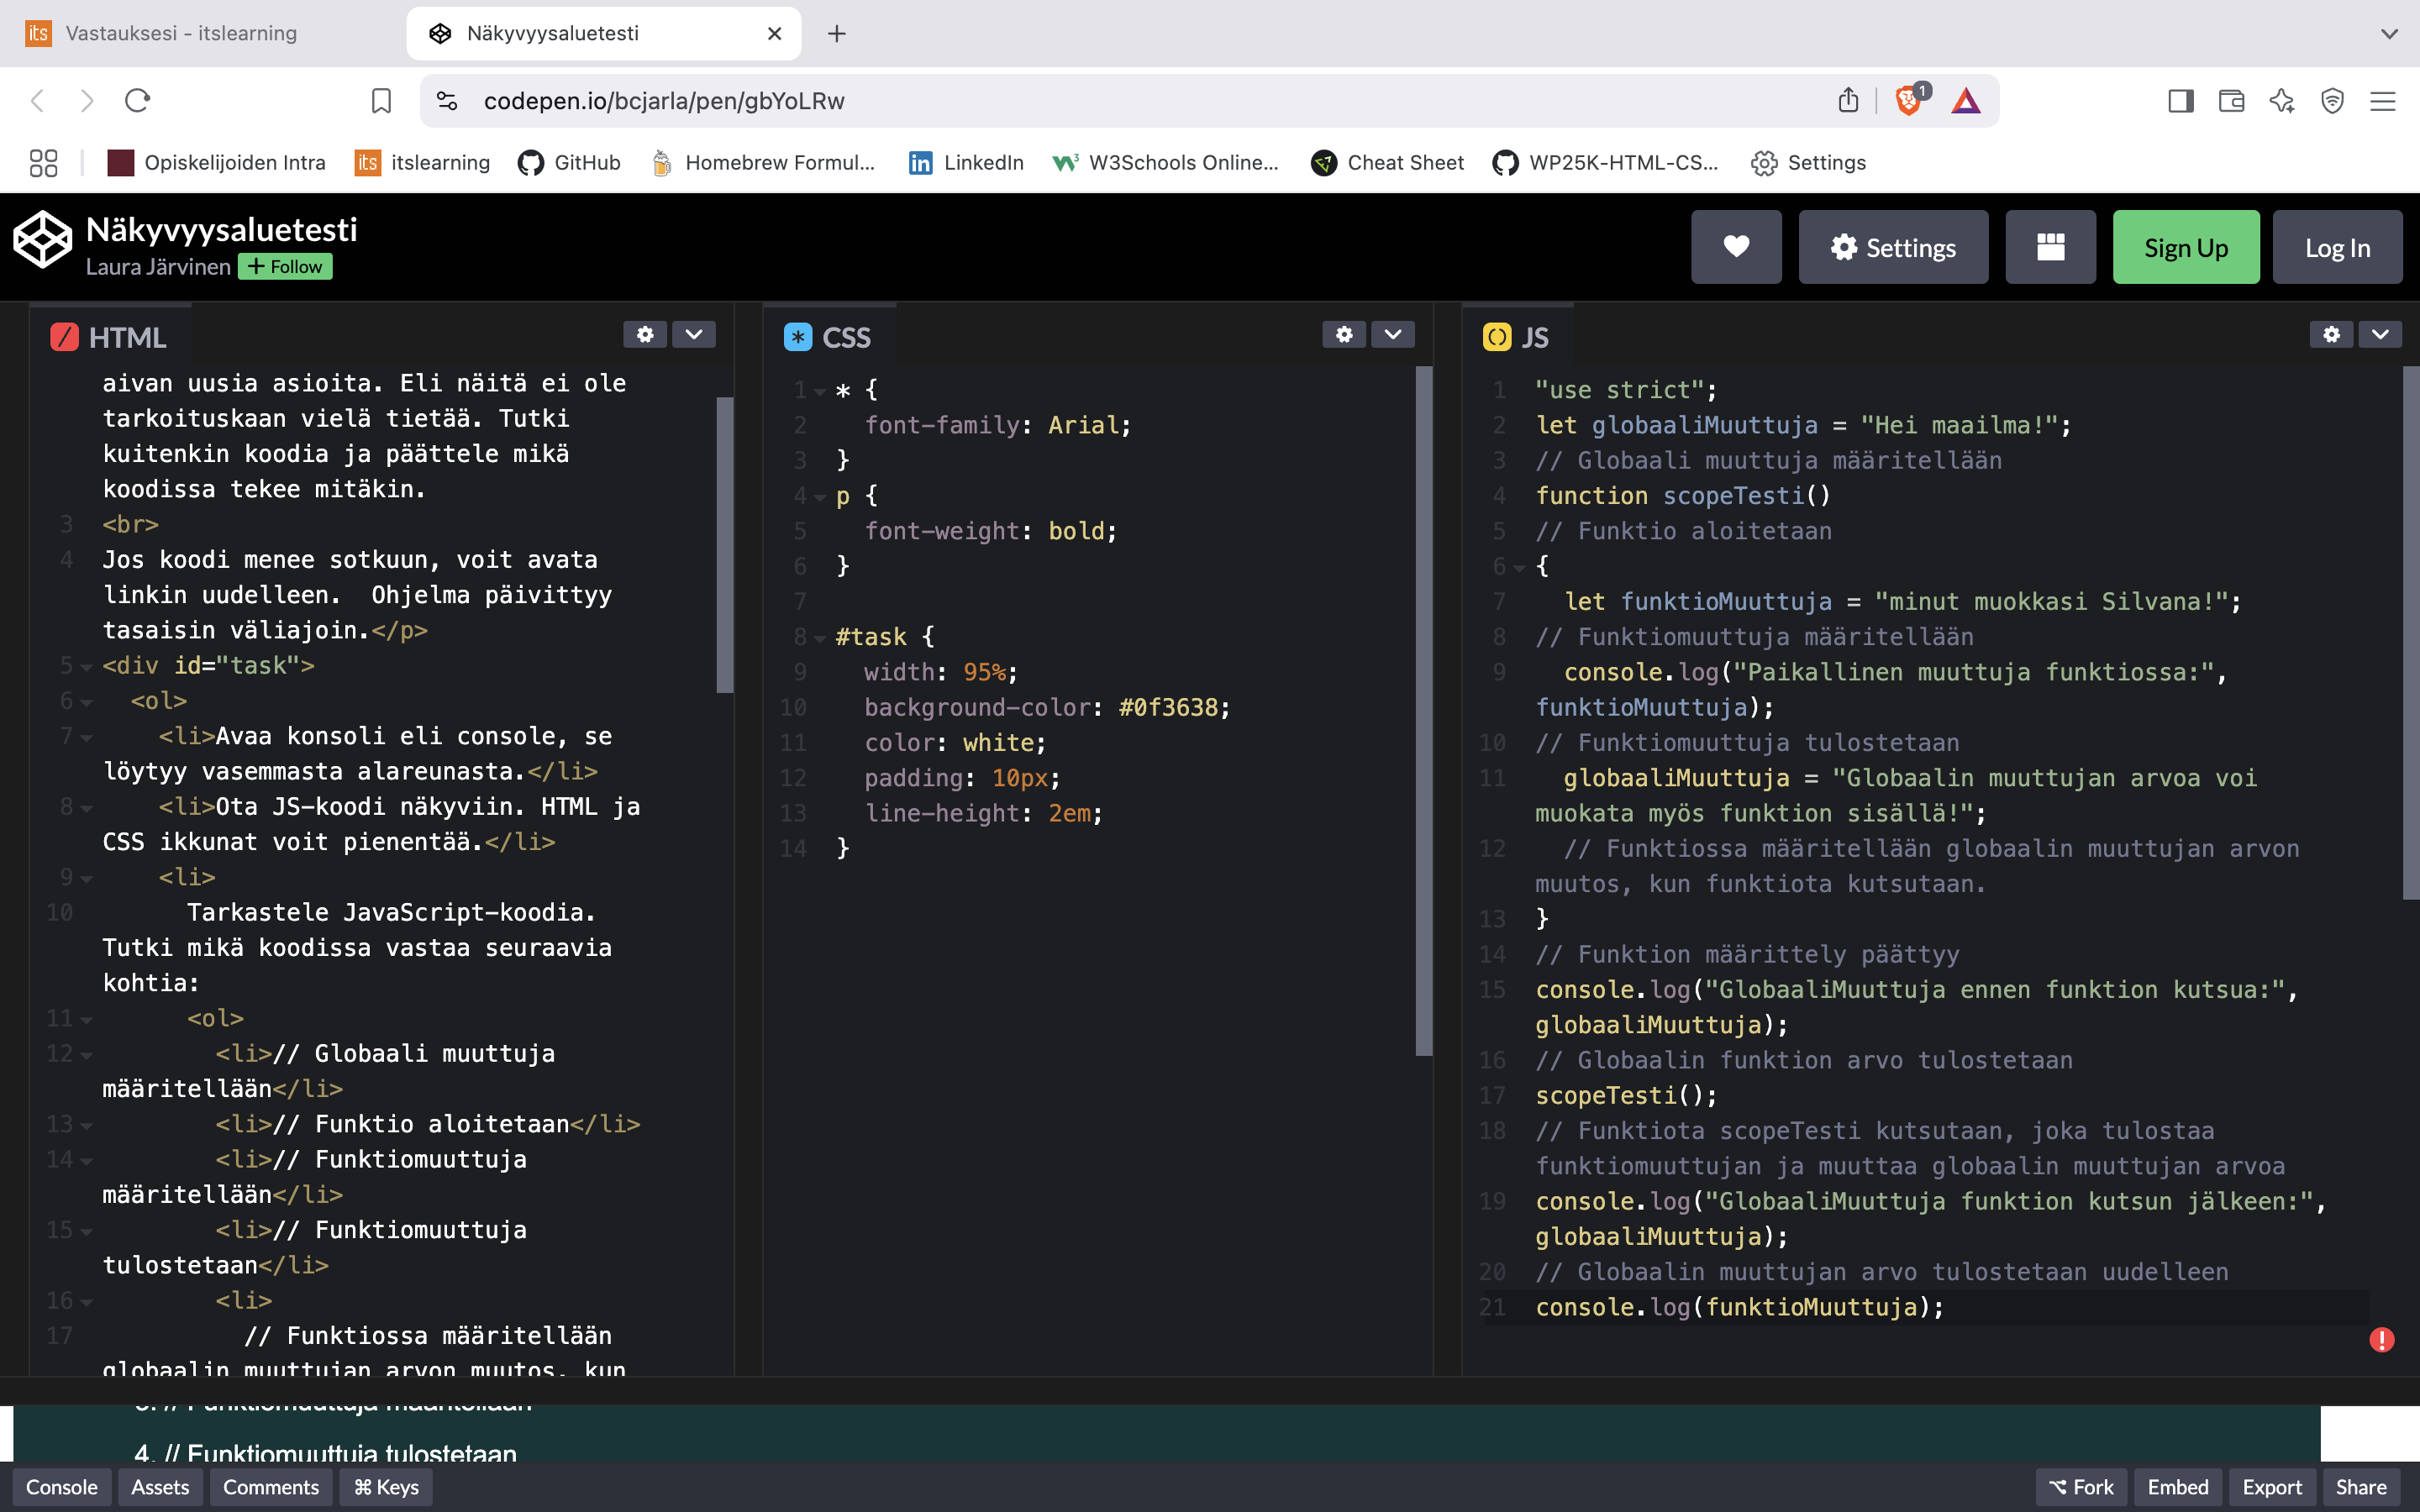 Vastauksesi - itslearning
Näkyvyysaluetesti
codepen.io/bcjarla/pen/gbYoLRw
1
Opiskelijoiden Intra
itslearning
GitHub
Homebrew Formul...
LinkedIn
W3Schools Online...
Cheat Sheet
WP25K-HTML-CS...
Settings
Näkyvyysaluetesti
Laura Järvinen + Follow
Settings
Sign Up
Log In
HTML
aivan uusia asioita. Eli näitä ei ole
tarkoituskaan vielä tietää. Tutki
kuitenkin koodia ja päättele mikä
koodissa tekee mitäkin.
3 <br>
4 Jos koodi menee sotkuun, voit avata
linkin uudelleen.  Ohjelma päivittyy
tasaisin väliajoin.</p>
5 <div id="task">
6 <ol>
7 <li>Avaa konsoli eli console, se
löytyy vasemmasta alareunasta.</li>
8 <li>Ota JS-koodi näkyviin. HTML ja
CSS ikkunat voit pienentää.</li>
9 <li>
10 Tarkastele JavaScript-koodia.
Tutki mikä koodissa vastaa seuraavia
kohtia:
11 <ol>
12 <li>// Globaali muuttuja
määritellään</li>
13 <li>// Funktio aloitetaan</li>
14 <li>// Funktiomuuttuja
määritellään</li>
15 <li>// Funktiomuuttuja
tulostetaan</li>
16 <li>
17 // Funktiossa määritellään
globaalin muuttujan arvon muutos, kun
CSS
1 * {
2 font-family: Arial;
3 }
4 p {
5 font-weight: bold;
6 }
7
8 #task {
9 width: 95%;
10 background-color: #0f3638;
11 color: white;
12 padding: 10px;
13 line-height: 2em;
14 }
JS
1 "use strict";
2 let globaaliMuuttuja = "Hei maailma!";
3 // Globaali muuttuja määritellään
4 function scopeTesti()
5 // Funktio aloitetaan
6 {
7 let funktioMuuttuja = "minut muokkasi Silvana!";
8 // Funktiomuuttuja määritellään
9 console.log("Paikallinen muuttuja funktiossa:",
funktioMuuttuja);
10 // Funktiomuuttuja tulostetaan
11 globaaliMuuttuja = "Globaalin muuttujan arvoa voi
muokata myös funktion sisällä!";
12 // Funktiossa määritellään globaalin muuttujan arvon
muutos, kun funktiota kutsutaan.
13 }
14 // Funktion määrittely päättyy
15 console.log("GlobaaliMuuttuja ennen funktion kutsua:",
globaaliMuuttuja);
16 // Globaalin funktion arvo tulostetaan
17 scopeTesti();
18 // Funktiota scopeTesti kutsutaan, joka tulostaa
funktiomuuttujan ja muuttaa globaalin muuttujan arvoa
19 console.log("GlobaaliMuuttuja funktion kutsun jälkeen:",
globaaliMuuttuja);
20 // Globaalin muuttujan arvo tulostetaan uudelleen
21 console.log(funktioMuuttuja);
3. // Funktiomuuttuja määritellään
4. // Funktiomuuttuja tulostetaan
Console
Assets
Comments
⌘ Keys
Fork
Embed
Export
Share